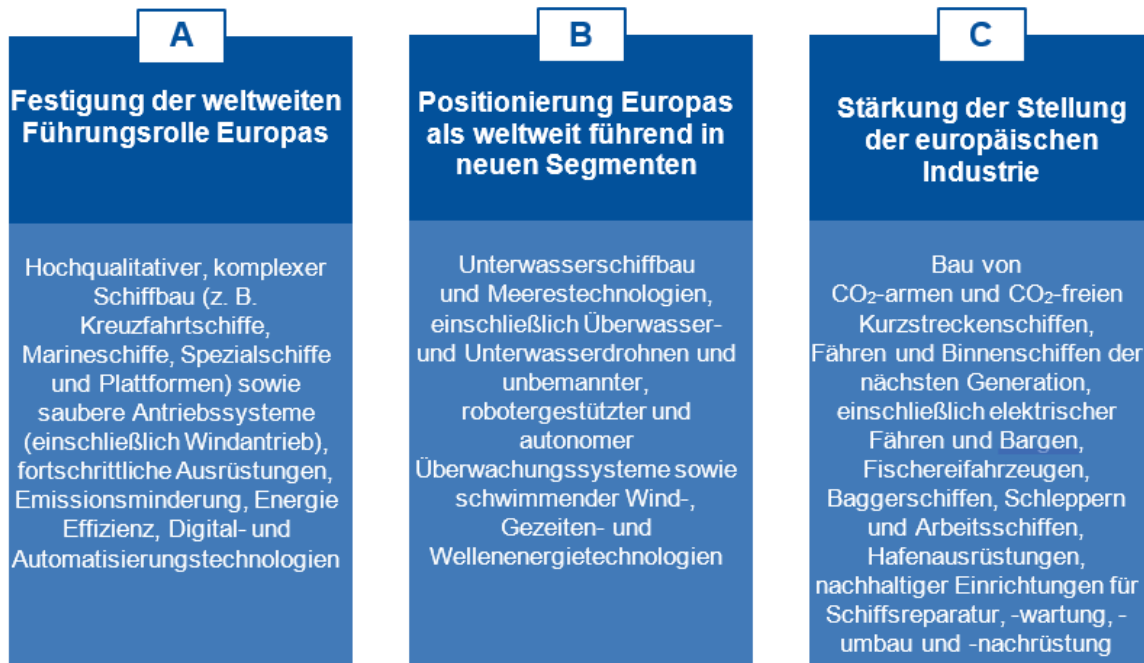 A
Festigung der weltweiten
Führungsrolle Europas
Hochqualitativer, komplexer
Schiffbau (z. B.
Kreuzfahrtschiffe,
Marineschiffe, Spezialschiffe
und Plattformen) sowie
saubere Antriebssysteme
(einschließlich Windantrieb),
fortschrittliche Ausrüstungen,
Emissionsminderung, Energie
Effizienz, Digital- und
Automatisierungstechnologien
B
Positionierung Europas
als weltweit führend in
neuen Segmenten
Unterwasserschiffbau
und Meerestechnologien,
einschließlich Überwasser-
und Unterwasserdrohnen und
unbemannter,
robotergestützter und
autonomer
Überwachungssysteme sowie
schwimmender Wind-,
Gezeiten- und
Wellenenergietechnologien
C
Stärkung der Stellung
der europäischen
Industrie
Bau von
CO₂-armen und CO₂-freien
Kurzstreckenschiffen,
Fähren und Binnenschiffen der
nächsten Generation,
einschließlich elektrischer
Fähren und Bargen,
Fischereifahrzeugen,
Baggerschiffen, Schleppern
und Arbeitsschiffen,
Hafenausrüstungen,
nachhaltiger Einrichtungen für
Schiffsreparatur, -wartung, -
umbau und -nachrüstung